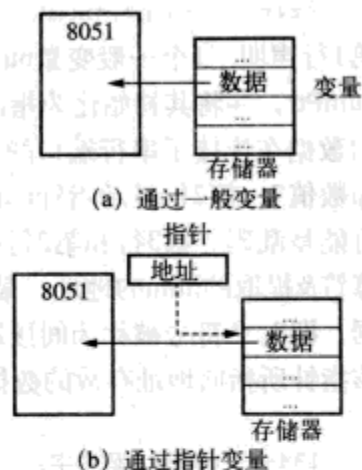 8051
...
数据
变量
...
存储器
(a) 通过一般变量
指针
地址
8051
...
数据
...
...
存储器
(b) 通过指针变量